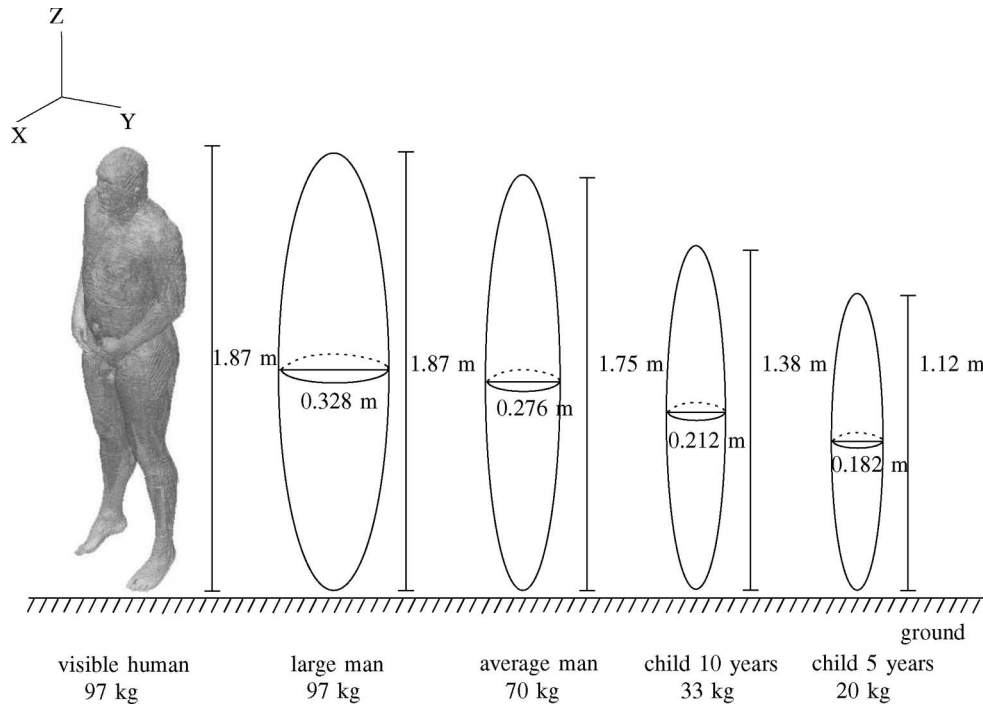 Z
X
Y
1.87 m
0.328 m
1.87 m
0.276 m
1.75 m
0.212 m
1.38 m
0.182 m
1.12 m
ground
visible human
97 kg
large man
97 kg
average man
70 kg
child 10 years
33 kg
child 5 years
20 kg